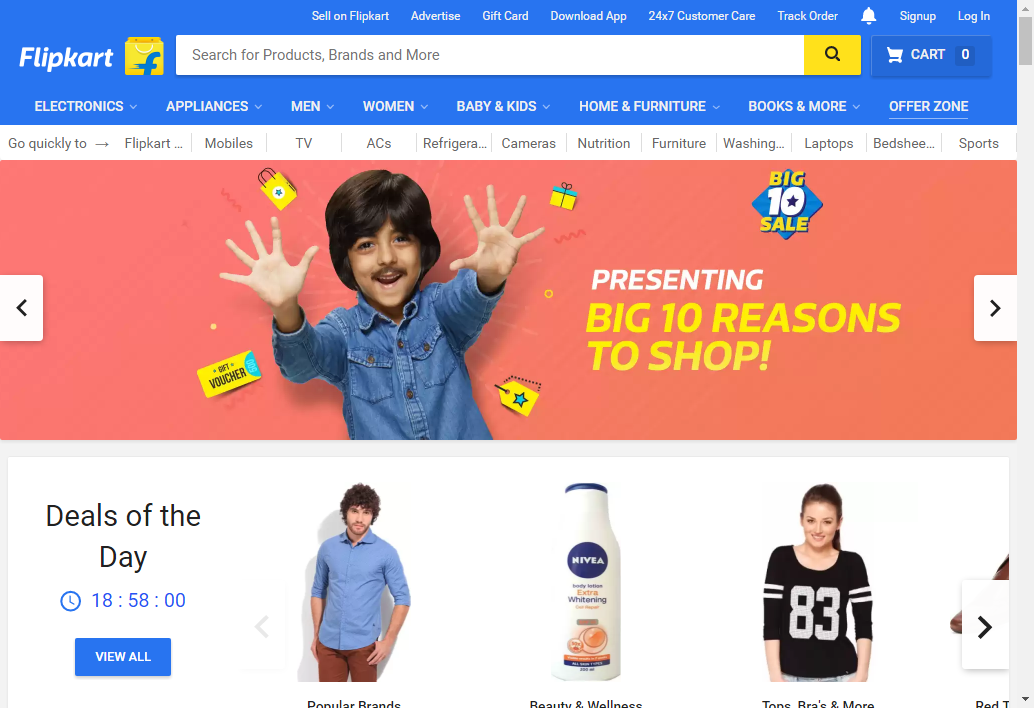 Sell on Flipkart Advertise Gift Card Download App 24x7 Customer Care Track Order Signup Log In
Flipkart
Search for Products, Brands and More
CART 0
ELECTRONICS APPLIANCES MEN WOMEN BABY & KIDS HOME & FURNITURE BOOKS & MORE OFFER ZONE
Go quickly to → Flipkart ... Mobiles TV ACs Refrigera... Cameras Nutrition Furniture Washing... Laptops Bedshee... Sports
BIG
10
SALE
PRESENTING
BIG 10 REASONS
TO SHOP!
GIFT
VOUCHER
Deals of the
Day
18 : 58 : 00
VIEW ALL
NIVEA
body lotion
Extra
Whitening
Cell Repair
83
Popular Brands
Beauty & Wellness
Tops, Bra's & More
Red T